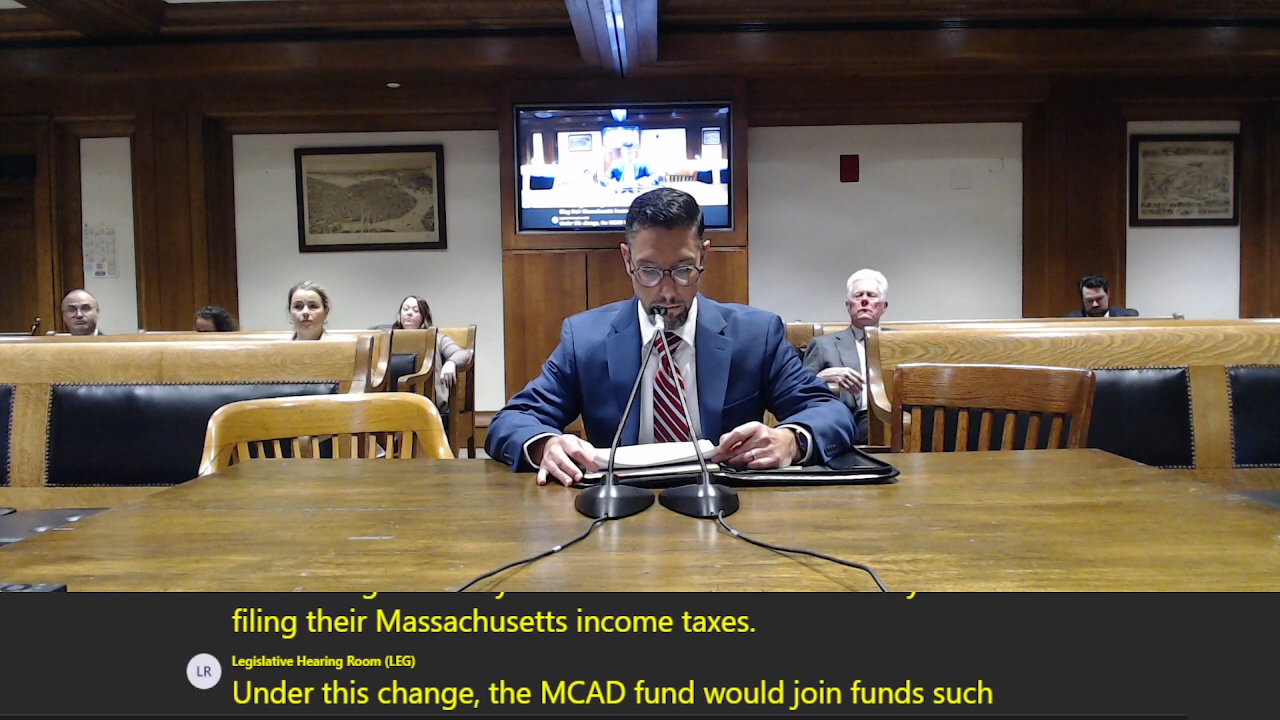 filing their Massachusetts income taxes.
LR
Legislative Hearing Room (LEG)
Under this change, the MCAD fund would join funds such